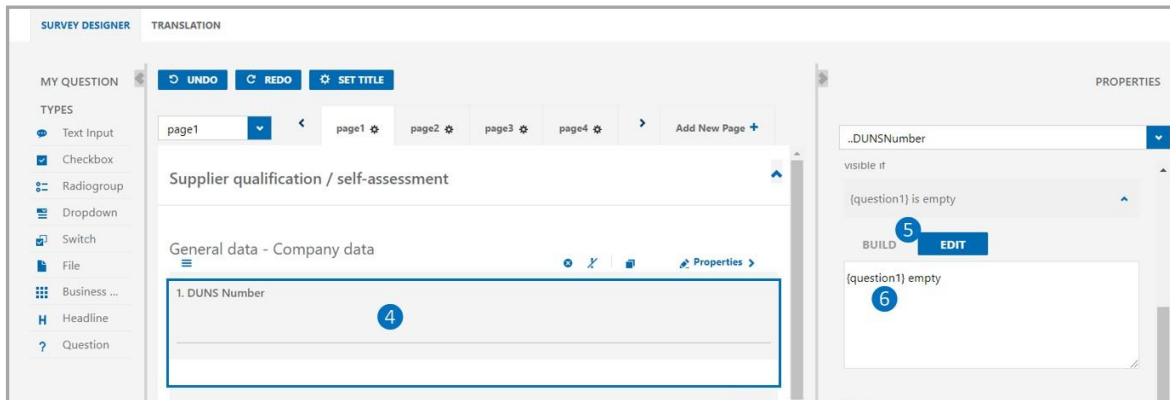 SURVEY DESIGNER TRANSLATION
MY QUESTION
TYPES
Text Input
Checkbox
Radiogroup
Dropdown
Switch
File
Business ...
H Headline
? Question
UNDO REDO SET TITLE
page1
page1 page2 page3 page4 Add New Page +
Supplier qualification / self-assessment
General data - Company data
Properties
1. DUNS Number
4
PROPERTIES
..DUNSNumber
visible if
{question1} is empty
5
BUILD EDIT
{question1} empty
6